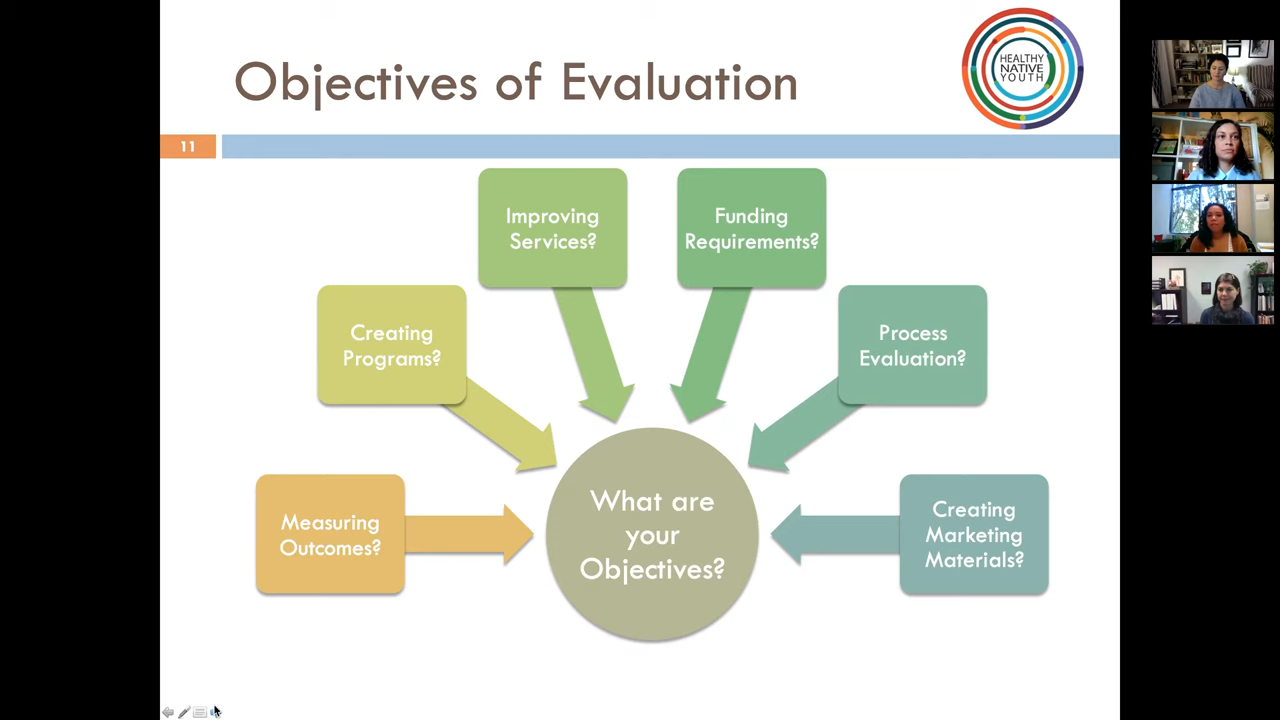 Objectives of Evaluation
HEALTHY
NATIVE
YOUTH
11
Improving
Services?
Funding
Requirements?
Creating
Programs?
Process
Evaluation?
Measuring
Outcomes?
What are
your
Objectives?
Creating
Marketing
Materials?